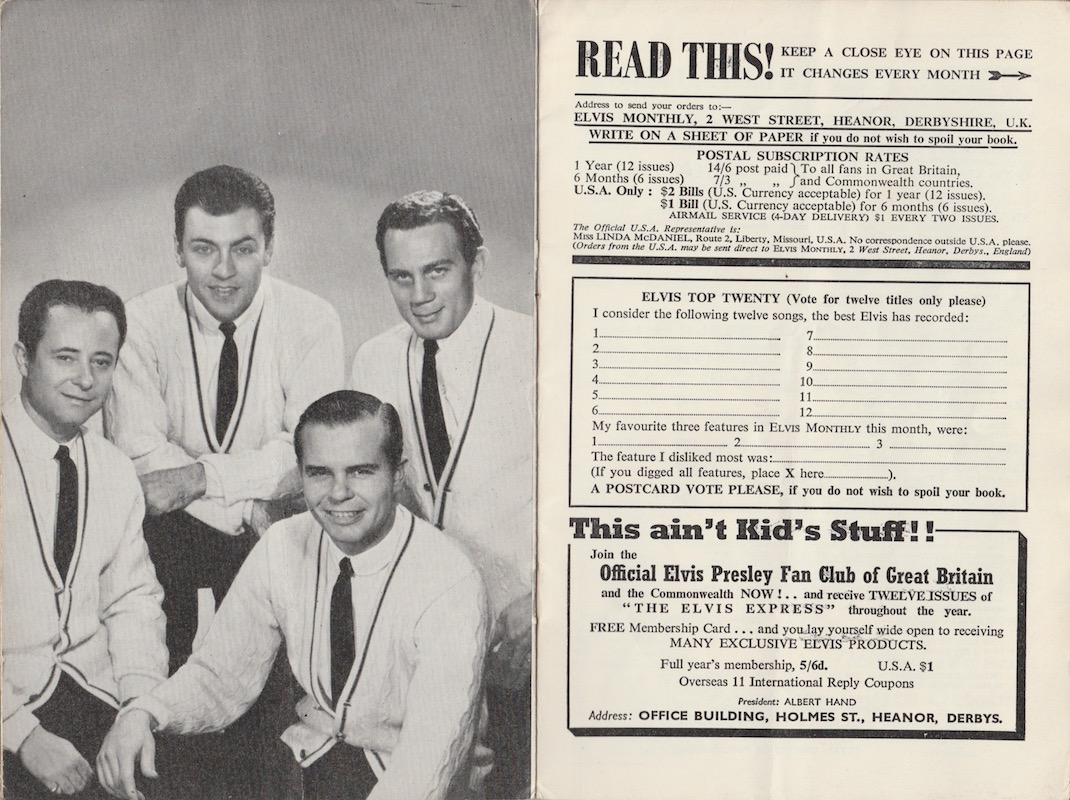 READ THIS! KEEP A CLOSE EYE ON THIS PAGE
IT CHANGES EVERY MONTH
Address to send your orders to:—
ELVIS MONTHLY, 2 WEST STREET, HEANOR, DERBYSHIRE, U.K.
WRITE ON A SHEET OF PAPER if you do not wish to spoil your book.
POSTAL SUBSCRIPTION RATES
1 Year (12 issues) 14/6 post paid } To all fans in Great Britain,
6 Months (6 issues) 7/3 „ „ } and Commonwealth countries.
U.S.A. Only : $2 Bills (U.S. Currency acceptable) for 1 year (12 issues).
$1 Bill (U.S. Currency acceptable) for 6 months (6 issues).
AIRMAIL SERVICE (4-DAY DELIVERY) $1 EVERY TWO ISSUES.
The Official U.S.A. Representative is:
Miss LINDA McDANIEL, Route 2, Liberty, Missouri, U.S.A. No correspondence outside U.S.A. please.
(Orders from the U.S.A. may be sent direct to ELVIS MONTHLY, 2 West Street, Heanor, Derbys., England)
ELVIS TOP TWENTY (Vote for twelve titles only please)
I consider the following twelve songs, the best Elvis has recorded:
1 7
2 8
3 9
4 10
5 11
6 12
My favourite three features in ELVIS MONTHLY this month, were:
1 2 3
The feature I disliked most was:
(If you digged all features, place X here ).
A POSTCARD VOTE PLEASE, if you do not wish to spoil your book.
This ain't Kid's Stuff!!
Join the
Official Elvis Presley Fan Club of Great Britain
and the Commonwealth NOW!.. and receive TWELVE ISSUES of
"THE ELVIS EXPRESS" throughout the year.
FREE Membership Card ... and you lay yourself wide open to receiving
MANY EXCLUSIVE ELVIS PRODUCTS.
Full year's membership, 5/6d. U.S.A. $1
Overseas 11 International Reply Coupons
President: ALBERT HAND
Address: OFFICE BUILDING, HOLMES ST., HEANOR, DERBYS.